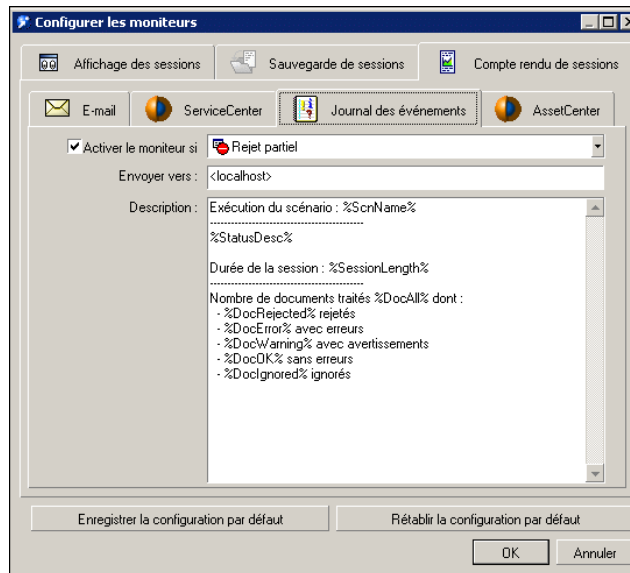 Configurer les moniteurs
Affichage des sessions Sauvegarde de sessions Compte rendu de sessions
E-mail ServiceCenter Journal des événements AssetCenter
Activer le moniteur si Rejet partiel
Envoyer vers : <localhost>
Description : Exécution du scénario : %ScnName%
--------------------------------------------
%StatusDesc%
Durée de la session : %SessionLength%
--------------------------------------------
Nombre de documents traités %DocAll% dont :
- %DocRejected% rejetés
- %DocError% avec erreurs
- %DocWarning% avec avertissements
- %DocOK% sans erreurs
- %DocIgnored% ignorés
Enregistrer la configuration par défaut Rétablir la configuration par défaut
OK Annuler